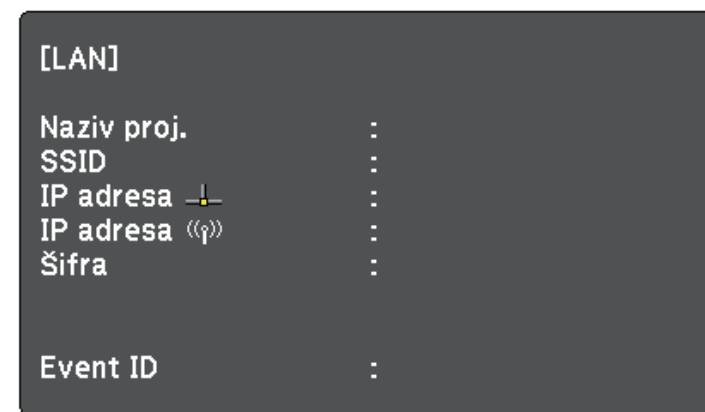 [LAN]
Naziv proj. :
SSID :
IP adresa :
IP adresa :
Šifra :
Event ID :